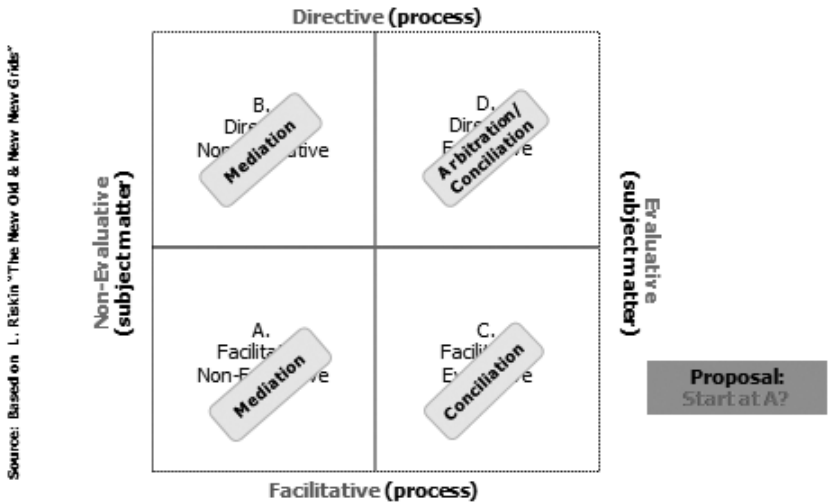 Directive (process)
Source: Based on L. Riskin "The New Old & New New Grids"
Non-Evaluative
(subject matter)
B.
Mediation
D.
Arbitration/
Conciliation
Evaluative
(subject matter)
A.
Mediation
C.
Conciliation
Proposal:
Start at A?
Facilitative (process)